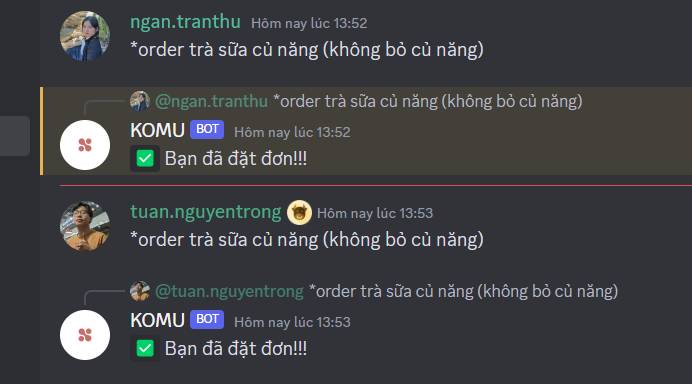 ngan.tranthu Hôm nay lúc 13:52
*order trà sữa củ năng (không bỏ củ năng)
@ngan.tranthu *order trà sữa củ năng (không bỏ củ năng)
KOMU BOT Hôm nay lúc 13:52
✅ Bạn đã đặt đơn!!!
tuan.nguyentrong Hôm nay lúc 13:53
*order trà sữa củ năng (không bỏ củ năng)
@tuan.nguyentrong *order trà sữa củ năng (không bỏ củ năng)
KOMU BOT Hôm nay lúc 13:53
✅ Bạn đã đặt đơn!!!